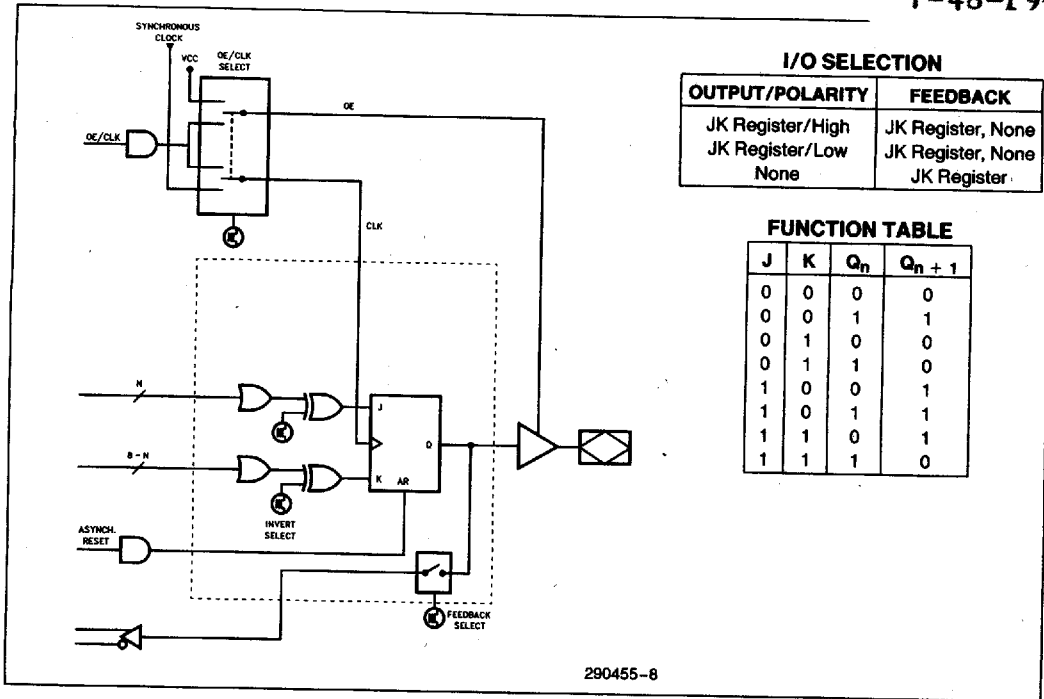 SYNCHRONOUS
CLOCK
VCC
OE/CLK
SELECT
OE
OE/CLK
CLK
N
J
8-N
Q
K
AR
INVERT
SELECT
ASYNCH.
RESET
FEEDBACK
SELECT
I/O SELECTION
OUTPUT/POLARITY FEEDBACK
JK Register/High JK Register, None
JK Register/Low JK Register, None
None JK Register
FUNCTION TABLE
J K Qn Qn + 1
0 0 0 0
0 0 1 1
0 1 0 0
0 1 1 0
1 0 0 1
1 0 1 1
1 1 0 1
1 1 1 0
290455-8